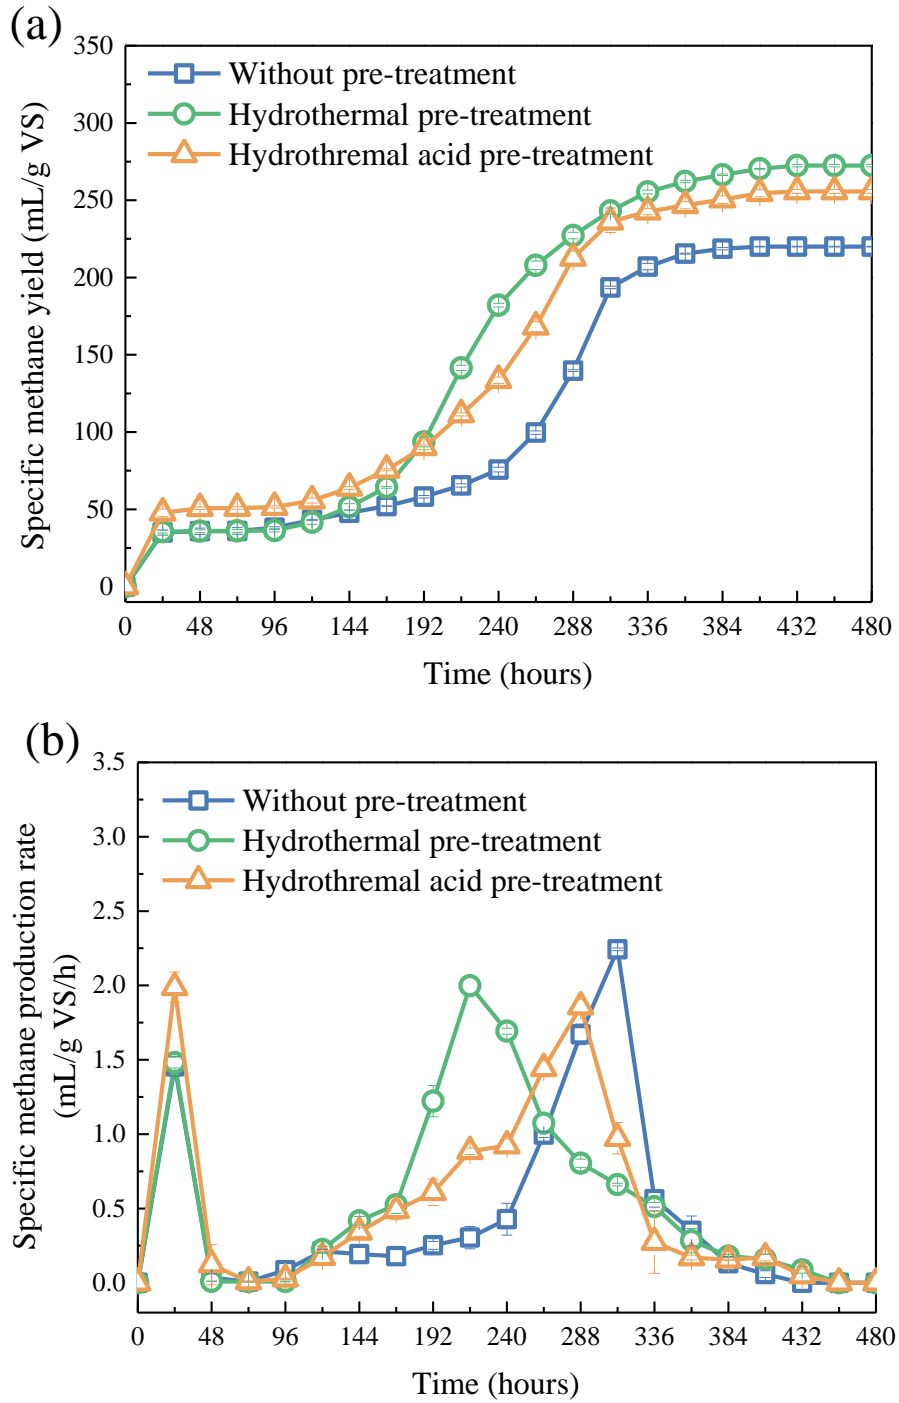 (a)
350
300
250
200
150
100
50
0
Specific methane yield (mL/g VS)
Without pre-treatment
Hydrothermal pre-treatment
Hydrothremal acid pre-treatment
0 48 96 144 192 240 288 336 384 432 480
Time (hours)
(b)
3.5
3.0
2.5
2.0
1.5
1.0
0.5
0.0
Specific methane production rate
(mL/g VS/h)
Without pre-treatment
Hydrothermal pre-treatment
Hydrothremal acid pre-treatment
0 48 96 144 192 240 288 336 384 432 480
Time (hours)